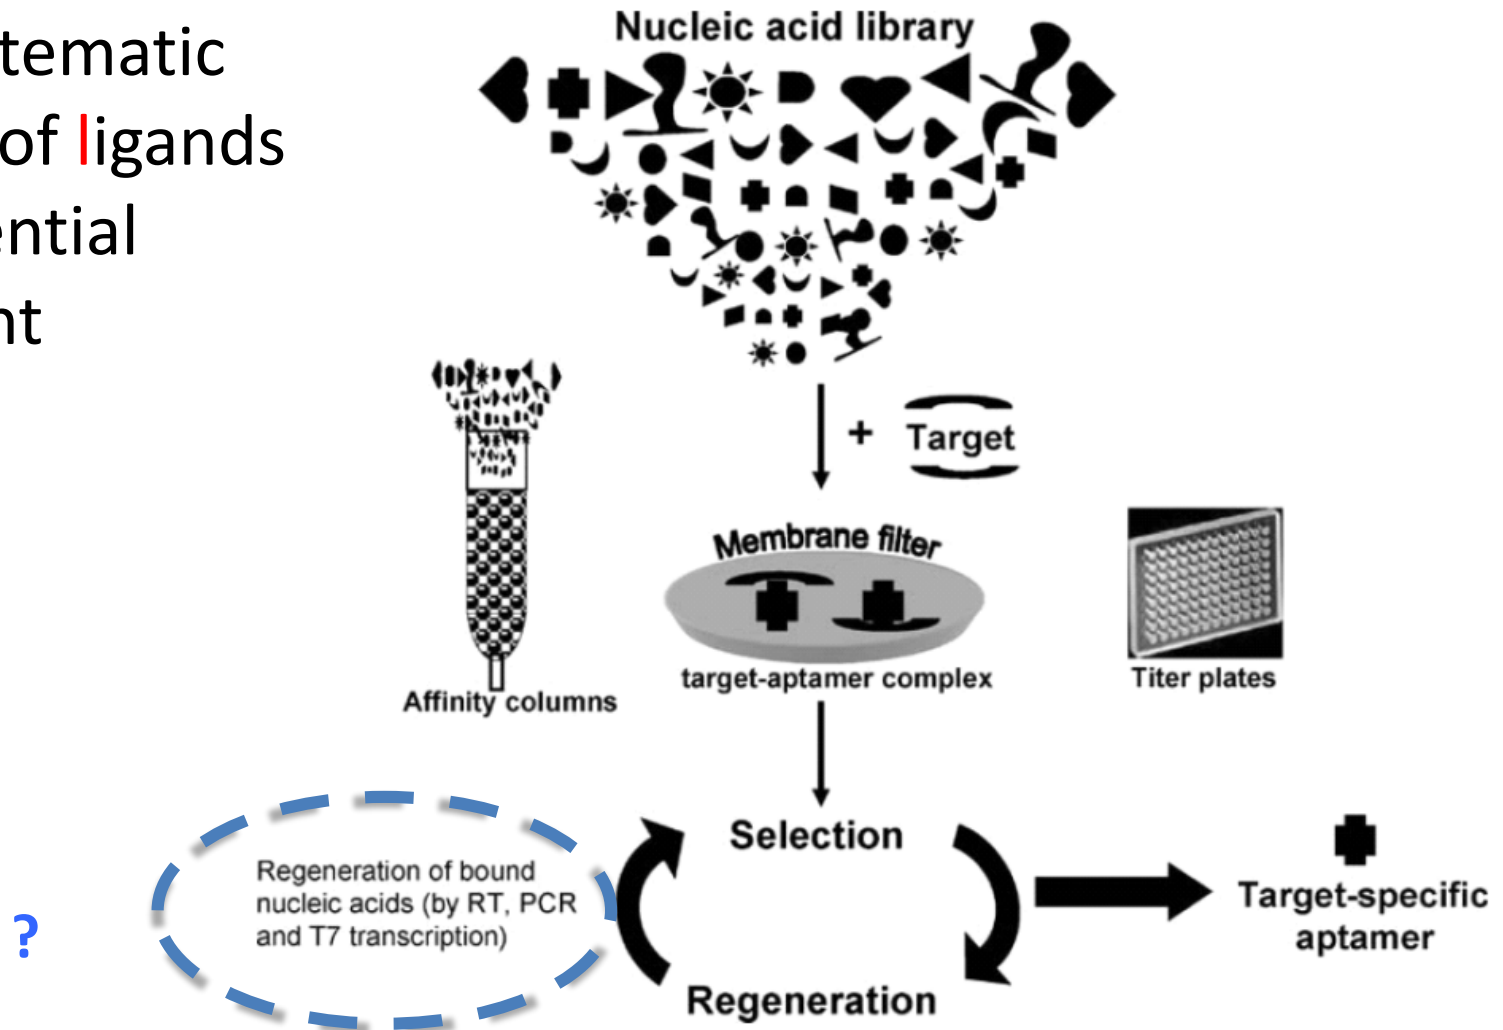 tematic
of ligands
ential
nt
Nucleic acid library
+ Target
Membrane filter
target-aptamer complex
Affinity columns
Titer plates
Selection
Regeneration of bound
nucleic acids (by RT, PCR
and T7 transcription)
?
Regeneration
Target-specific
aptamer